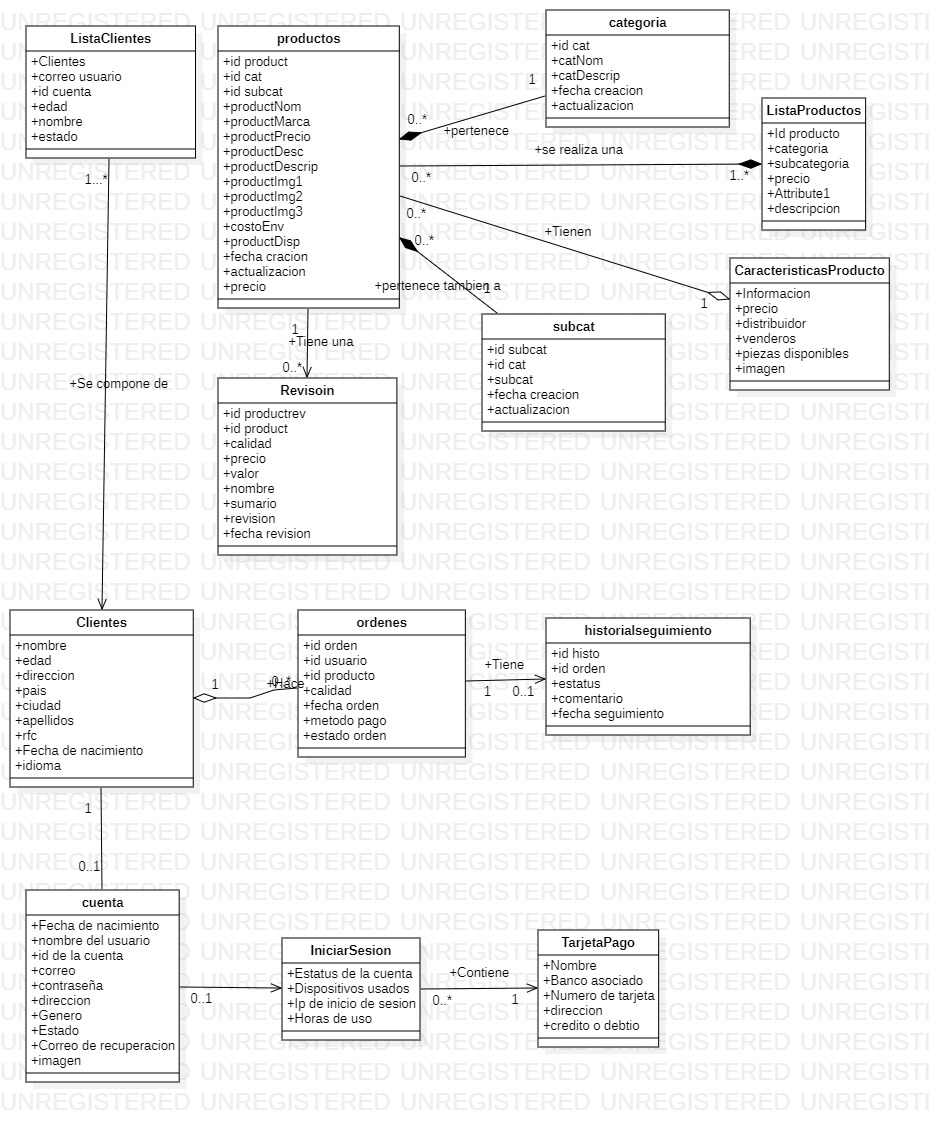 ListaClientes
+Clientes
+correo usuario
+id cuenta
+edad
+nombre
+estado
productos
+id product
+id cat
+id subcat
+productNom
+productMarca
+productPrecio
+productDesc
+productDescrip
+productImg1
+productImg2
+productImg3
+costoEnv
+productDisp
+fecha cracion
+actualizacion
+precio
categoria
+id cat
+catNom
+catDescrip
+fecha creacion
+actualizacion
1
0..*
+pertenece
ListaProductos
+Id producto
+categoria
+subcategoria
+precio
+Attribute1
+descripcion
+se realiza una
0..*
1..*
0..*
+Tienen
1
CaracteristicasProducto
+Informacion
+precio
+distribuidor
+venderos
+piezas disponibles
+imagen
0..*
+pertenece tambien a
1
subcat
+id subcat
+id cat
+subcat
+fecha creacion
+actualizacion
1
+Tiene una
0..*
Revisoin
+id productrev
+id product
+calidad
+precio
+valor
+nombre
+sumario
+revision
+fecha revision
1...*
+Se compone de
Clientes
+nombre
+edad
+direccion
+pais
+ciudad
+apellidos
+rfc
+Fecha de nacimiento
+idioma
1
+Hace
0..*
ordenes
+id orden
+id usuario
+id producto
+calidad
+fecha orden
+metodo pago
+estado orden
+Tiene
1
0..1
historialseguimiento
+id histo
+id orden
+estatus
+comentario
+fecha seguimiento
1
0..1
cuenta
+Fecha de nacimiento
+nombre del usuario
+id de la cuenta
+correo
+contraseña
+direccion
+Genero
+Estado
+Correo de recuperacion
+imagen
0..1
IniciarSesion
+Estatus de la cuenta
+Dispositivos usados
+Ip de inicio de sesion
+Horas de uso
+Contiene
0..*
1
TarjetaPago
+Nombre
+Banco asociado
+Numero de tarjeta
+direccion
+credito o debtio